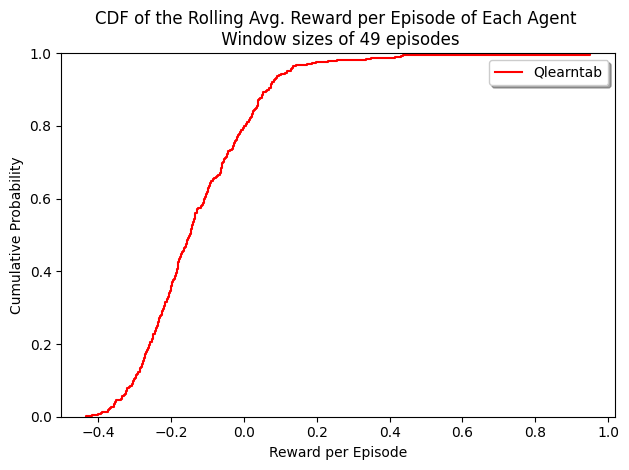 CDF of the Rolling Avg. Reward per Episode of Each Agent
Window sizes of 49 episodes
Qlearntab
Cumulative Probability
1.0
0.8
0.6
0.4
0.2
0.0
−0.4 −0.2 0.0 0.2 0.4 0.6 0.8 1.0
Reward per Episode